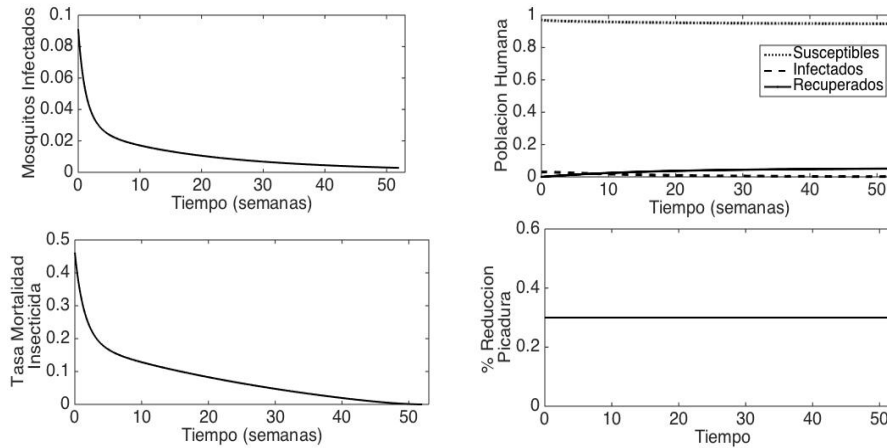 Mosquitos Infectados
0.1
0.08
0.06
0.04
0.02
0
0 10 20 30 40 50
Tiempo (semanas)
Poblacion Humana
1
0.8
0.6
0.4
0.2
0
Susceptibles
Infectados
Recuperados
0 10 20 30 40 50
Tiempo (semanas)
Tasa Mortalidad
Insecticida
0.5
0.4
0.3
0.2
0.1
0
0 10 20 30 40 50
Tiempo (semanas)
% Reduccion
Picadura
0.6
0.4
0.2
0
0 10 20 30 40 50
Tiempo